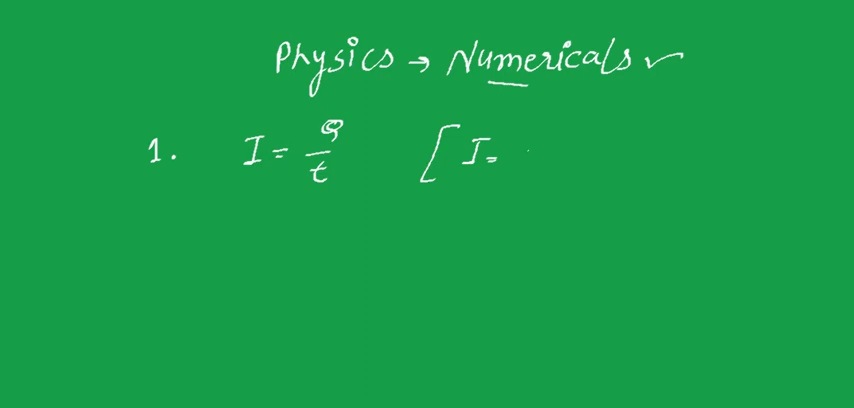 Physics → Numericals ✓
1. I = Q/t [ I =